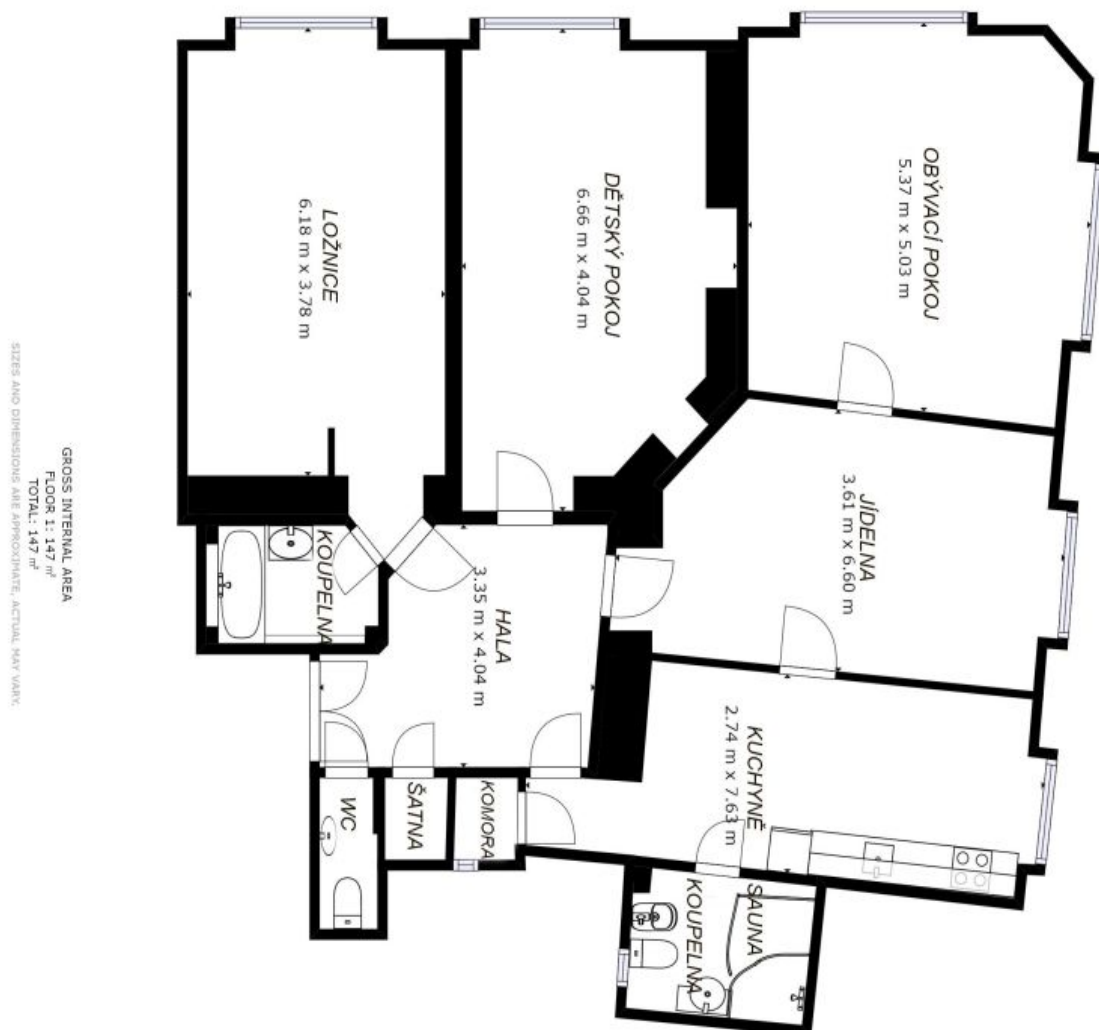 LOŽNICE
6.18 m x 3.78 m
DĚTSKÝ POKOJ
6.66 m x 4.04 m
OBÝVACÍ POKOJ
5.37 m x 5.03 m
JÍDELNA
3.61 m x 6.60 m
KOUPELNA
HALA
3.35 m x 4.04 m
KUCHYNĚ
2.74 m x 7.63 m
WC
ŠATNA
KOMORA
KOUPELNA
SAUNA
GROSS INTERNAL AREA
FLOOR 1: 147 m²
TOTAL: 147 m²
SIZES AND DIMENSIONS ARE APPROXIMATE, ACTUAL MAY VARY.